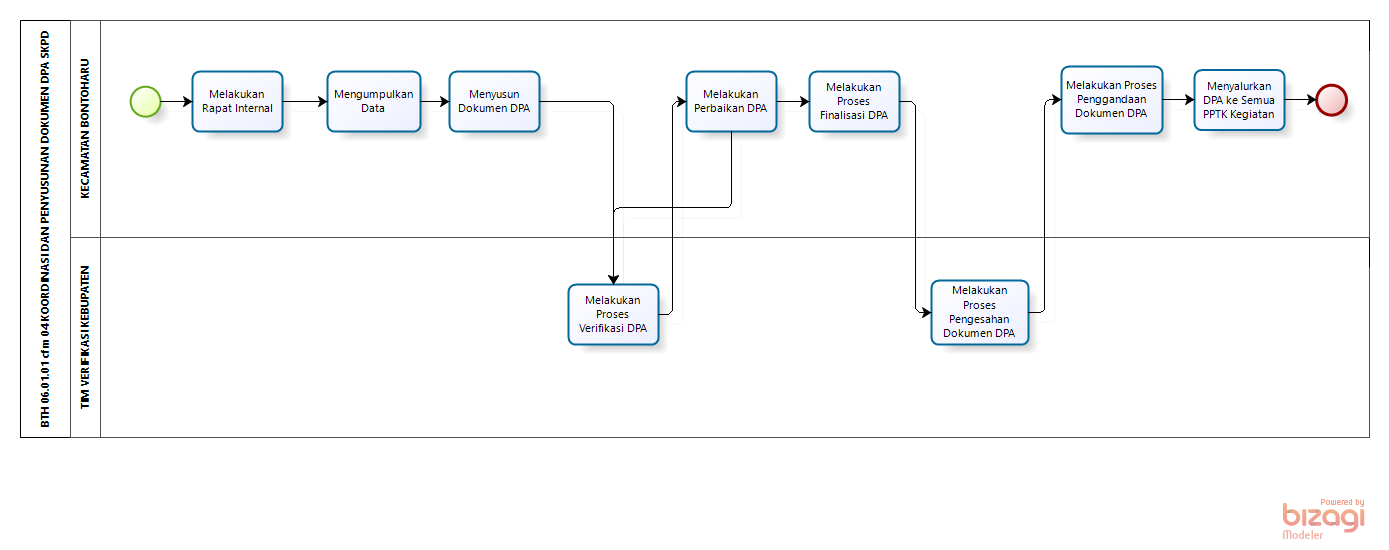 BTH 06.01.01 cfm 04 KOORDINASI DAN PENYUSUNAN DOKUMEN DPA SKPD
KECAMATAN BONTOHARU
Melakukan
Rapat Internal
Mengumpulkan
Data
Menyusun
Dokumen DPA
Melakukan
Perbaikan DPA
Melakukan
Proses
Finalisasi DPA
Melakukan Proses
Penggandaan
Dokumen DPA
Menyalurkan
DPA ke Semua
PPTK Kegiatan
TIM VERIFIKASI KEBUPATEN
Melakukan
Proses
Verifikasi DPA
Melakukan
Proses
Pengesahan
Dokumen DPA
Powered by
bizagi
Modeler